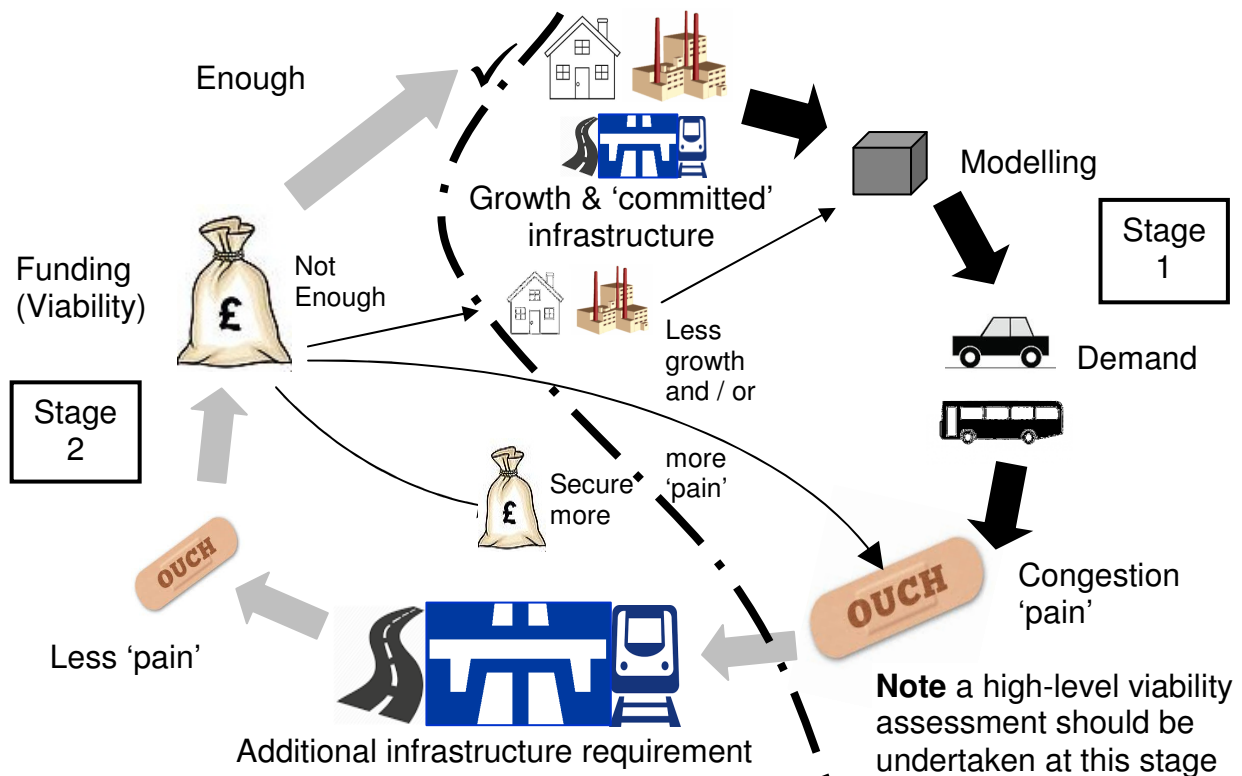 Enough
Growth & ‘committed’
infrastructure
Modelling
Stage
1
Funding
(Viability)
£
Not
Enough
Less
growth
and / or
more
‘pain’
Demand
Stage
2
£
Secure
more
OUCH
Congestion
‘pain’
OUCH
Less ‘pain’
Additional infrastructure requirement
Note a high-level viability
assessment should be
undertaken at this stage